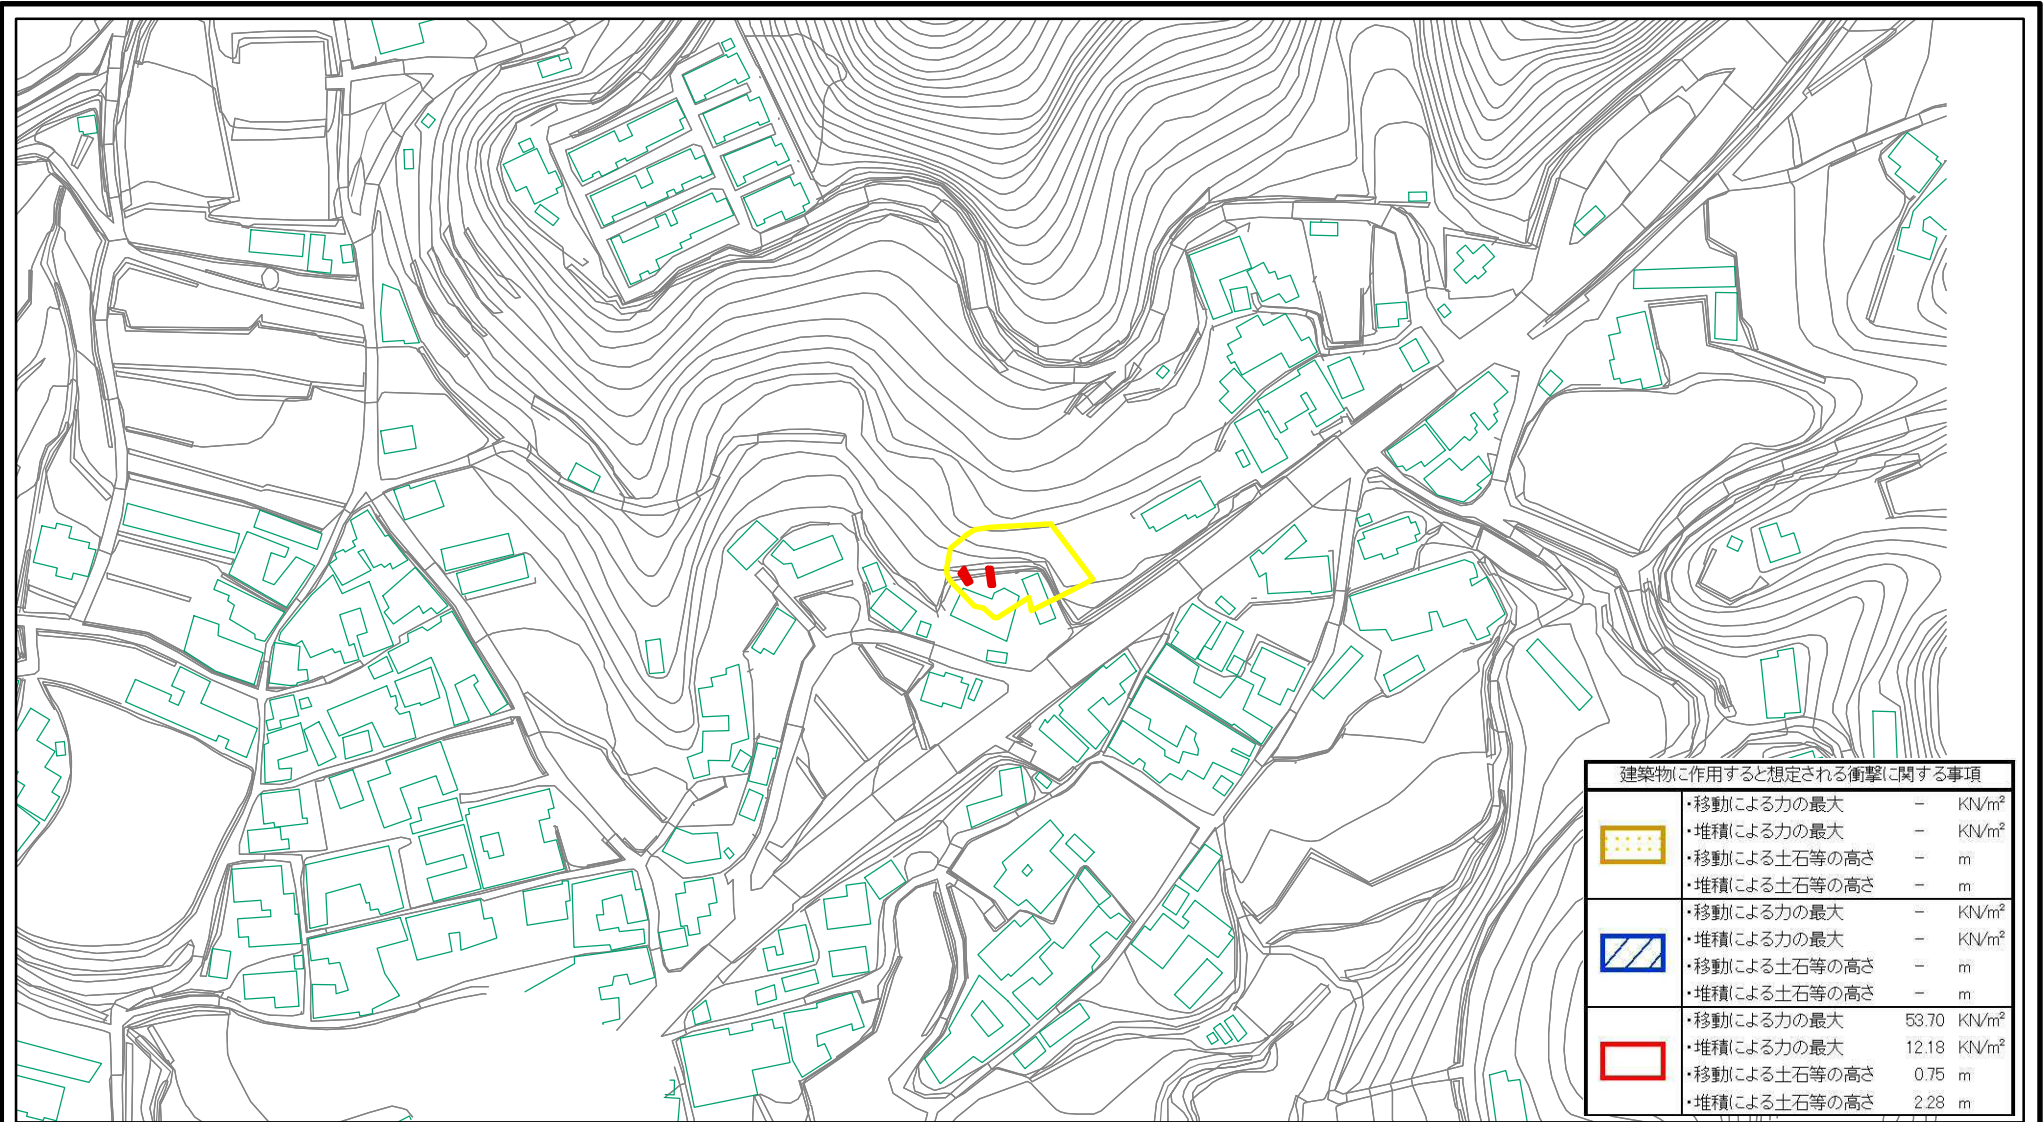 建築物に作用すると想定される衝撃に関する事項
・移動による力の最大 － KN/m²
・堆積による力の最大 － KN/m²
・移動による土石等の高さ － m
・堆積による土石等の高さ － m
・移動による力の最大 － KN/m²
・堆積による力の最大 － KN/m²
・移動による土石等の高さ － m
・堆積による土石等の高さ － m
・移動による力の最大 53.70 KN/m²
・堆積による力の最大 12.18 KN/m²
・移動による土石等の高さ 0.75 m
・堆積による土石等の高さ 2.28 m